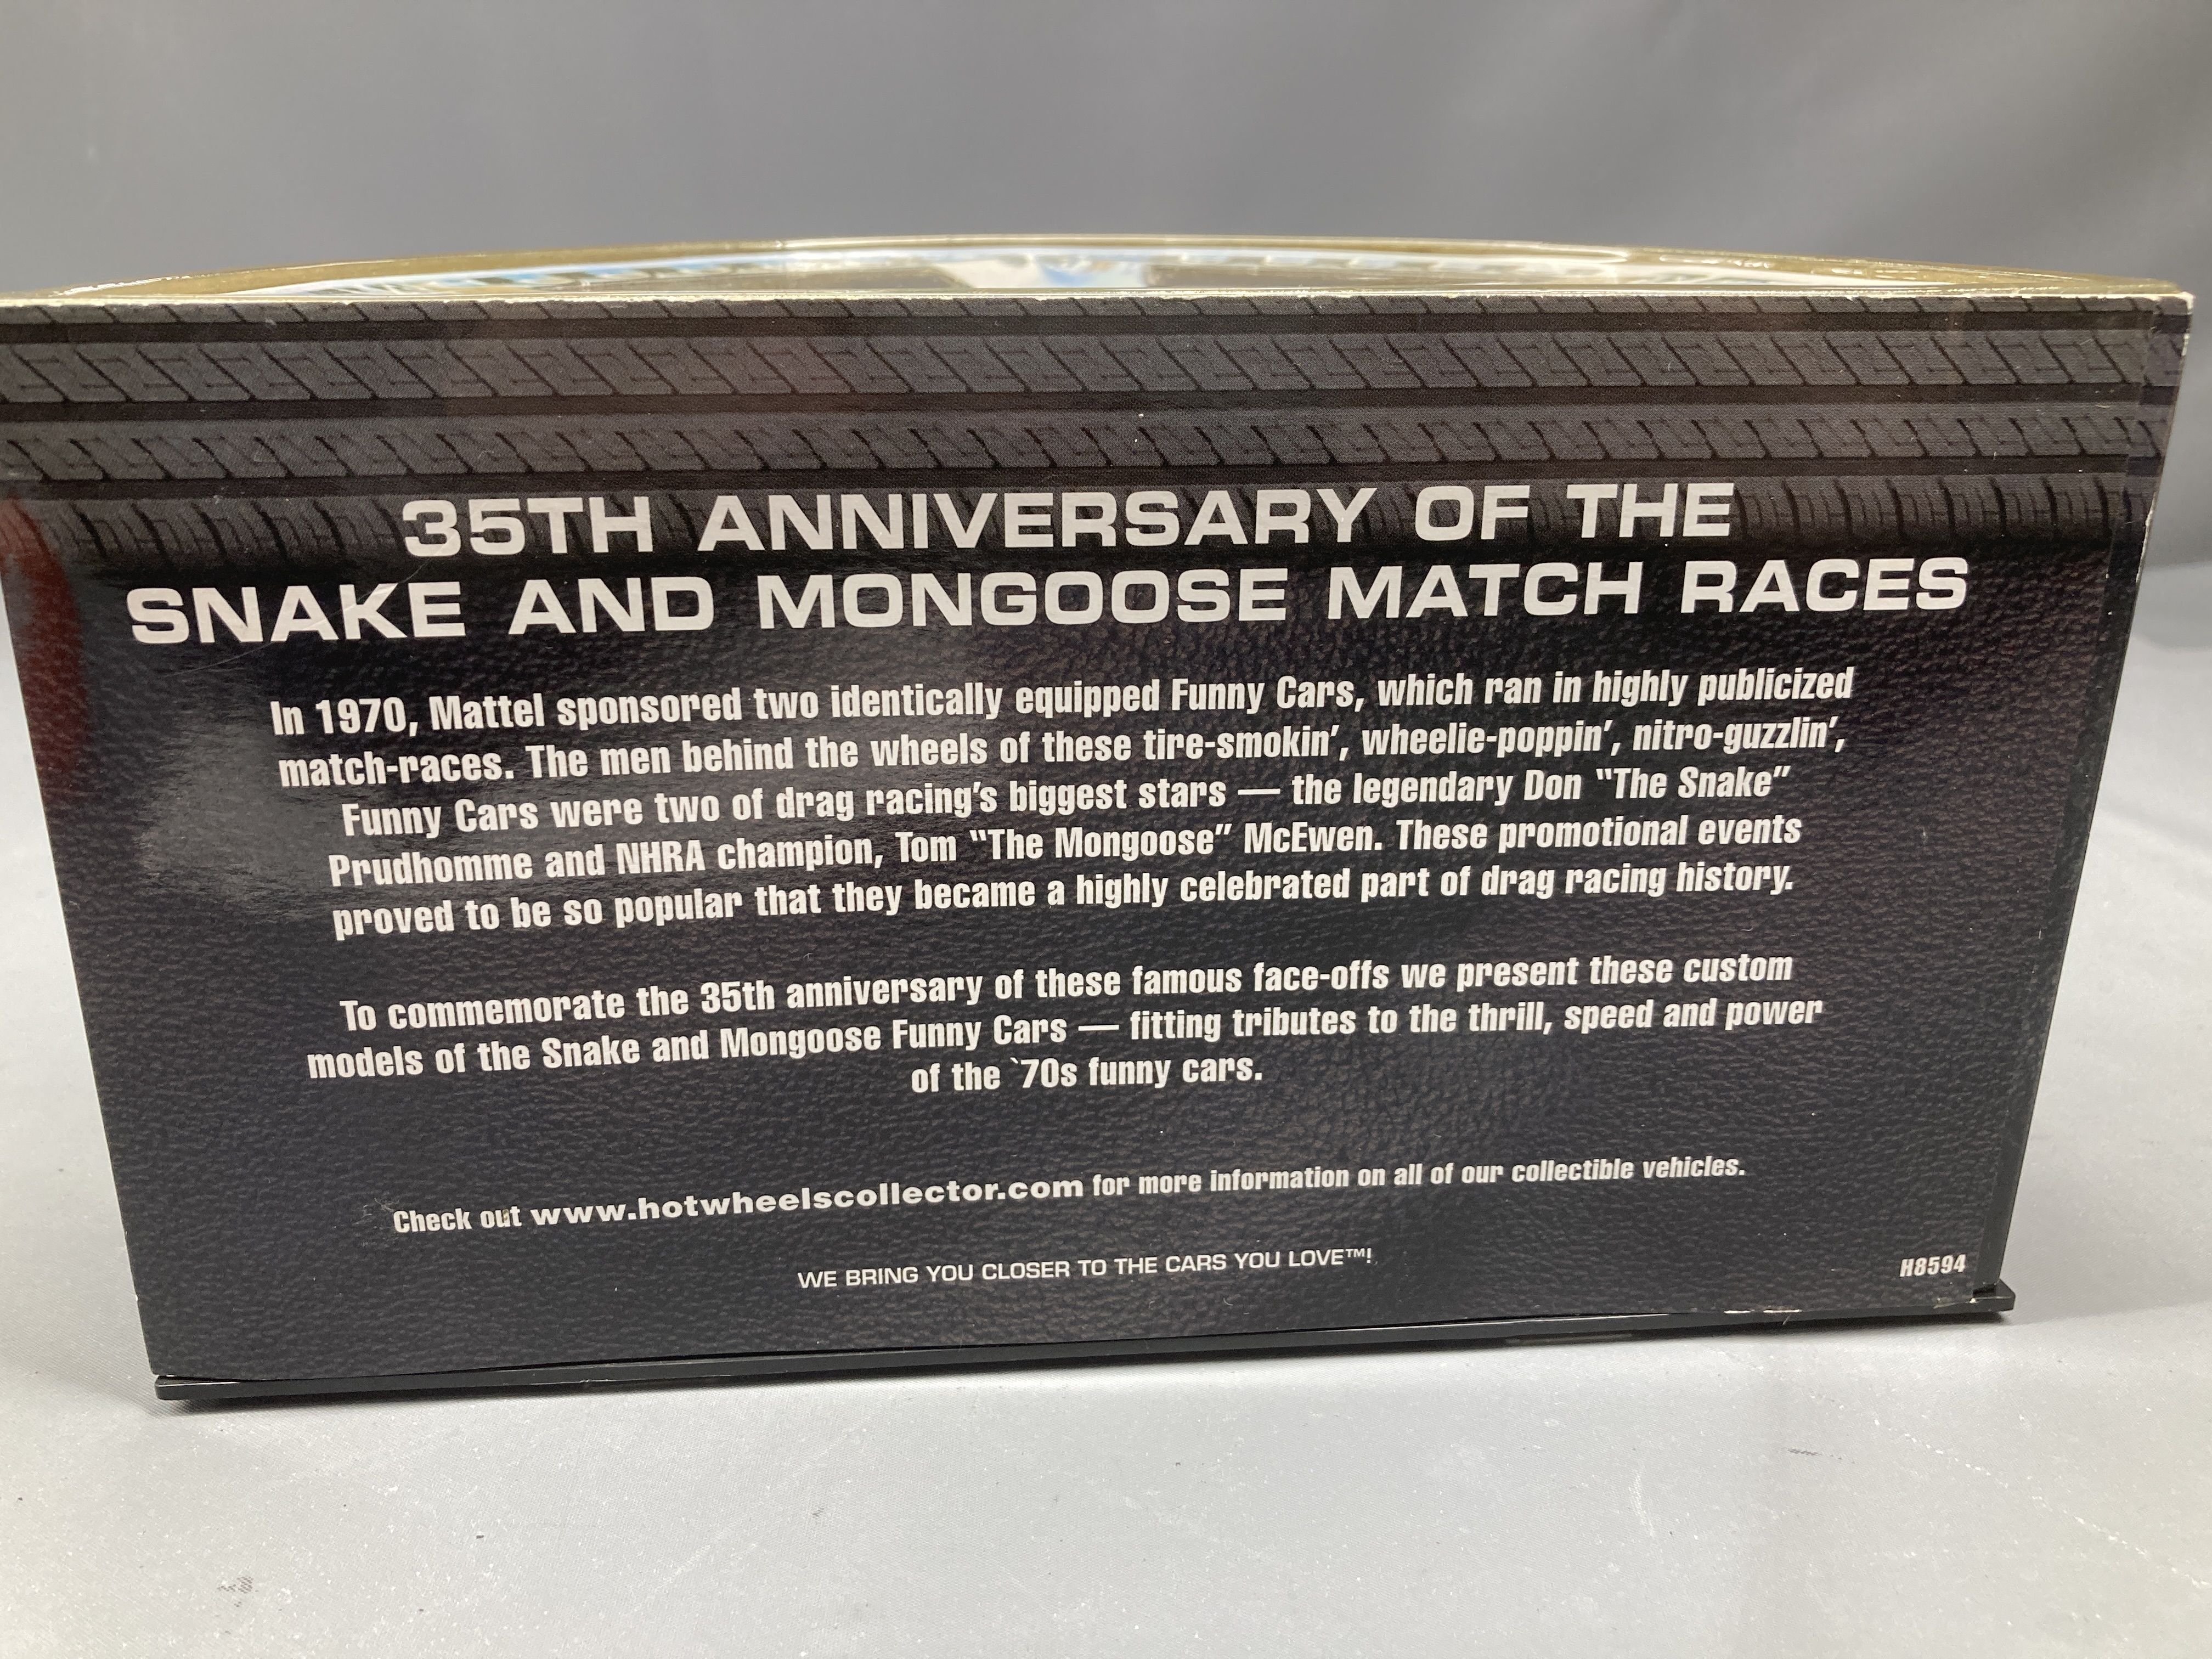 35TH ANNIVERSARY OF THE
SNAKE AND MONGOOSE MATCH RACES
In 1970, Mattel sponsored two identically equipped Funny Cars, which ran in highly publicized
match-races. The men behind the wheels of these tire-smokin’, wheelie-poppin’, nitro-guzzlin’,
Funny Cars were two of drag racing’s biggest stars — the legendary Don “The Snake”
Prudhomme and NHRA champion, Tom “The Mongoose” McEwen. These promotional events
proved to be so popular that they became a highly celebrated part of drag racing history.
To commemorate the 35th anniversary of these famous face-offs we present these custom
models of the Snake and Mongoose Funny Cars — fitting tributes to the thrill, speed and power
of the `70s funny cars.
Check out www.hotwheelscollector.com for more information on all of our collectible vehicles.
WE BRING YOU CLOSER TO THE CARS YOU LOVE™!
H8594